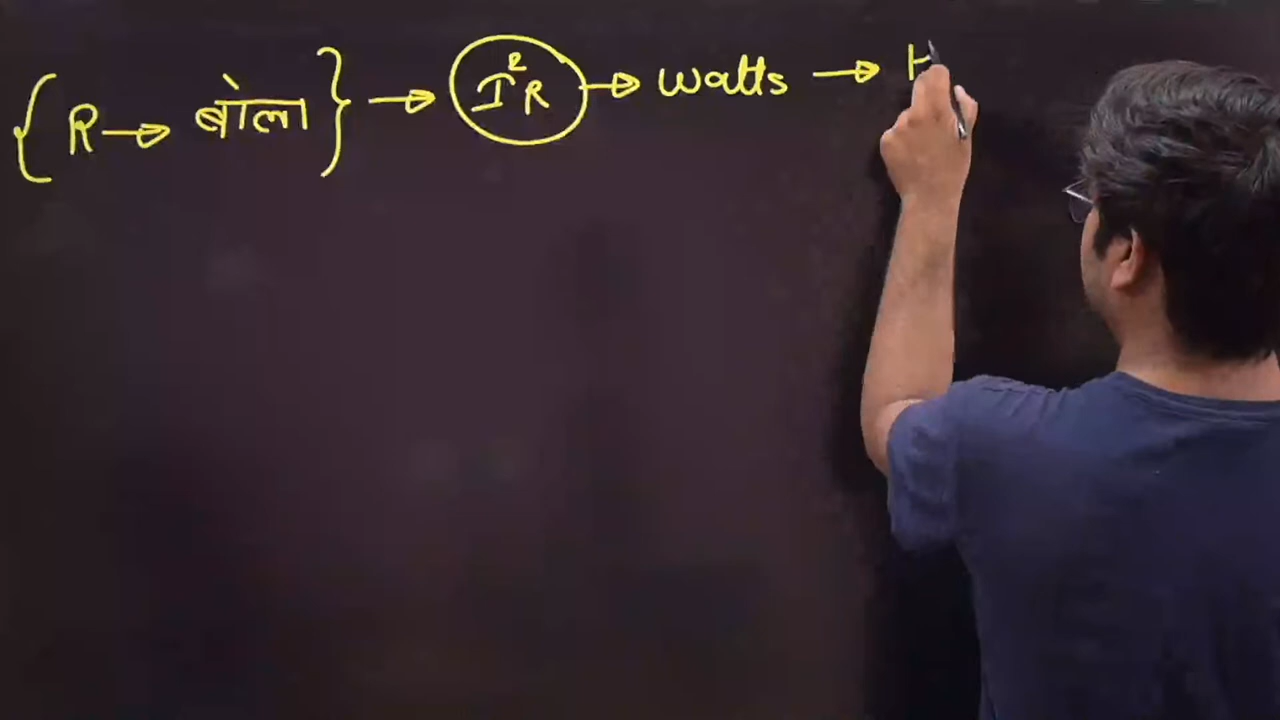 { R → बोला } → I²R → watts → H